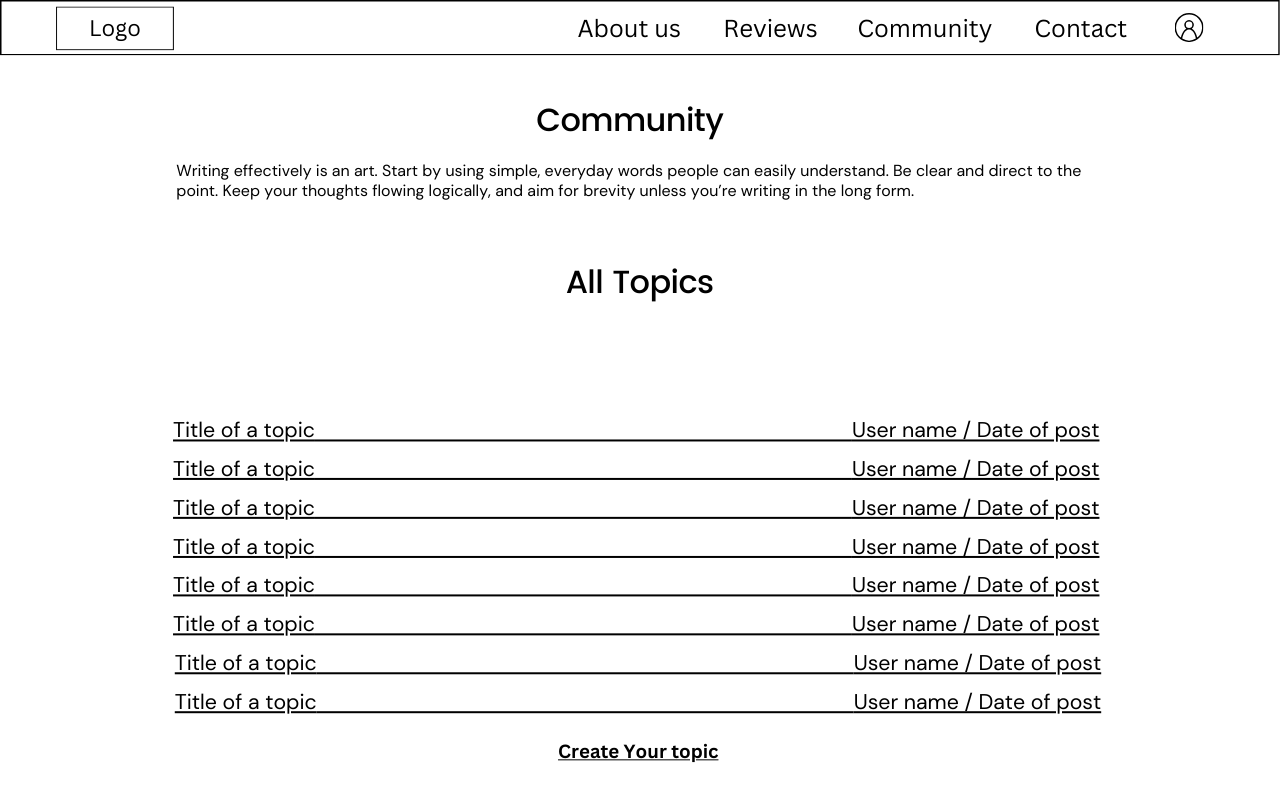 Logo About us Reviews Community Contact
Community
Writing effectively is an art. Start by using simple, everyday words people can easily understand. Be clear and direct to the
point. Keep your thoughts flowing logically, and aim for brevity unless you’re writing in the long form.
All Topics
Title of a topic User name / Date of post
Title of a topic User name / Date of post
Title of a topic User name / Date of post
Title of a topic User name / Date of post
Title of a topic User name / Date of post
Title of a topic User name / Date of post
Title of a topic User name / Date of post
Title of a topic User name / Date of post
Create Your topic